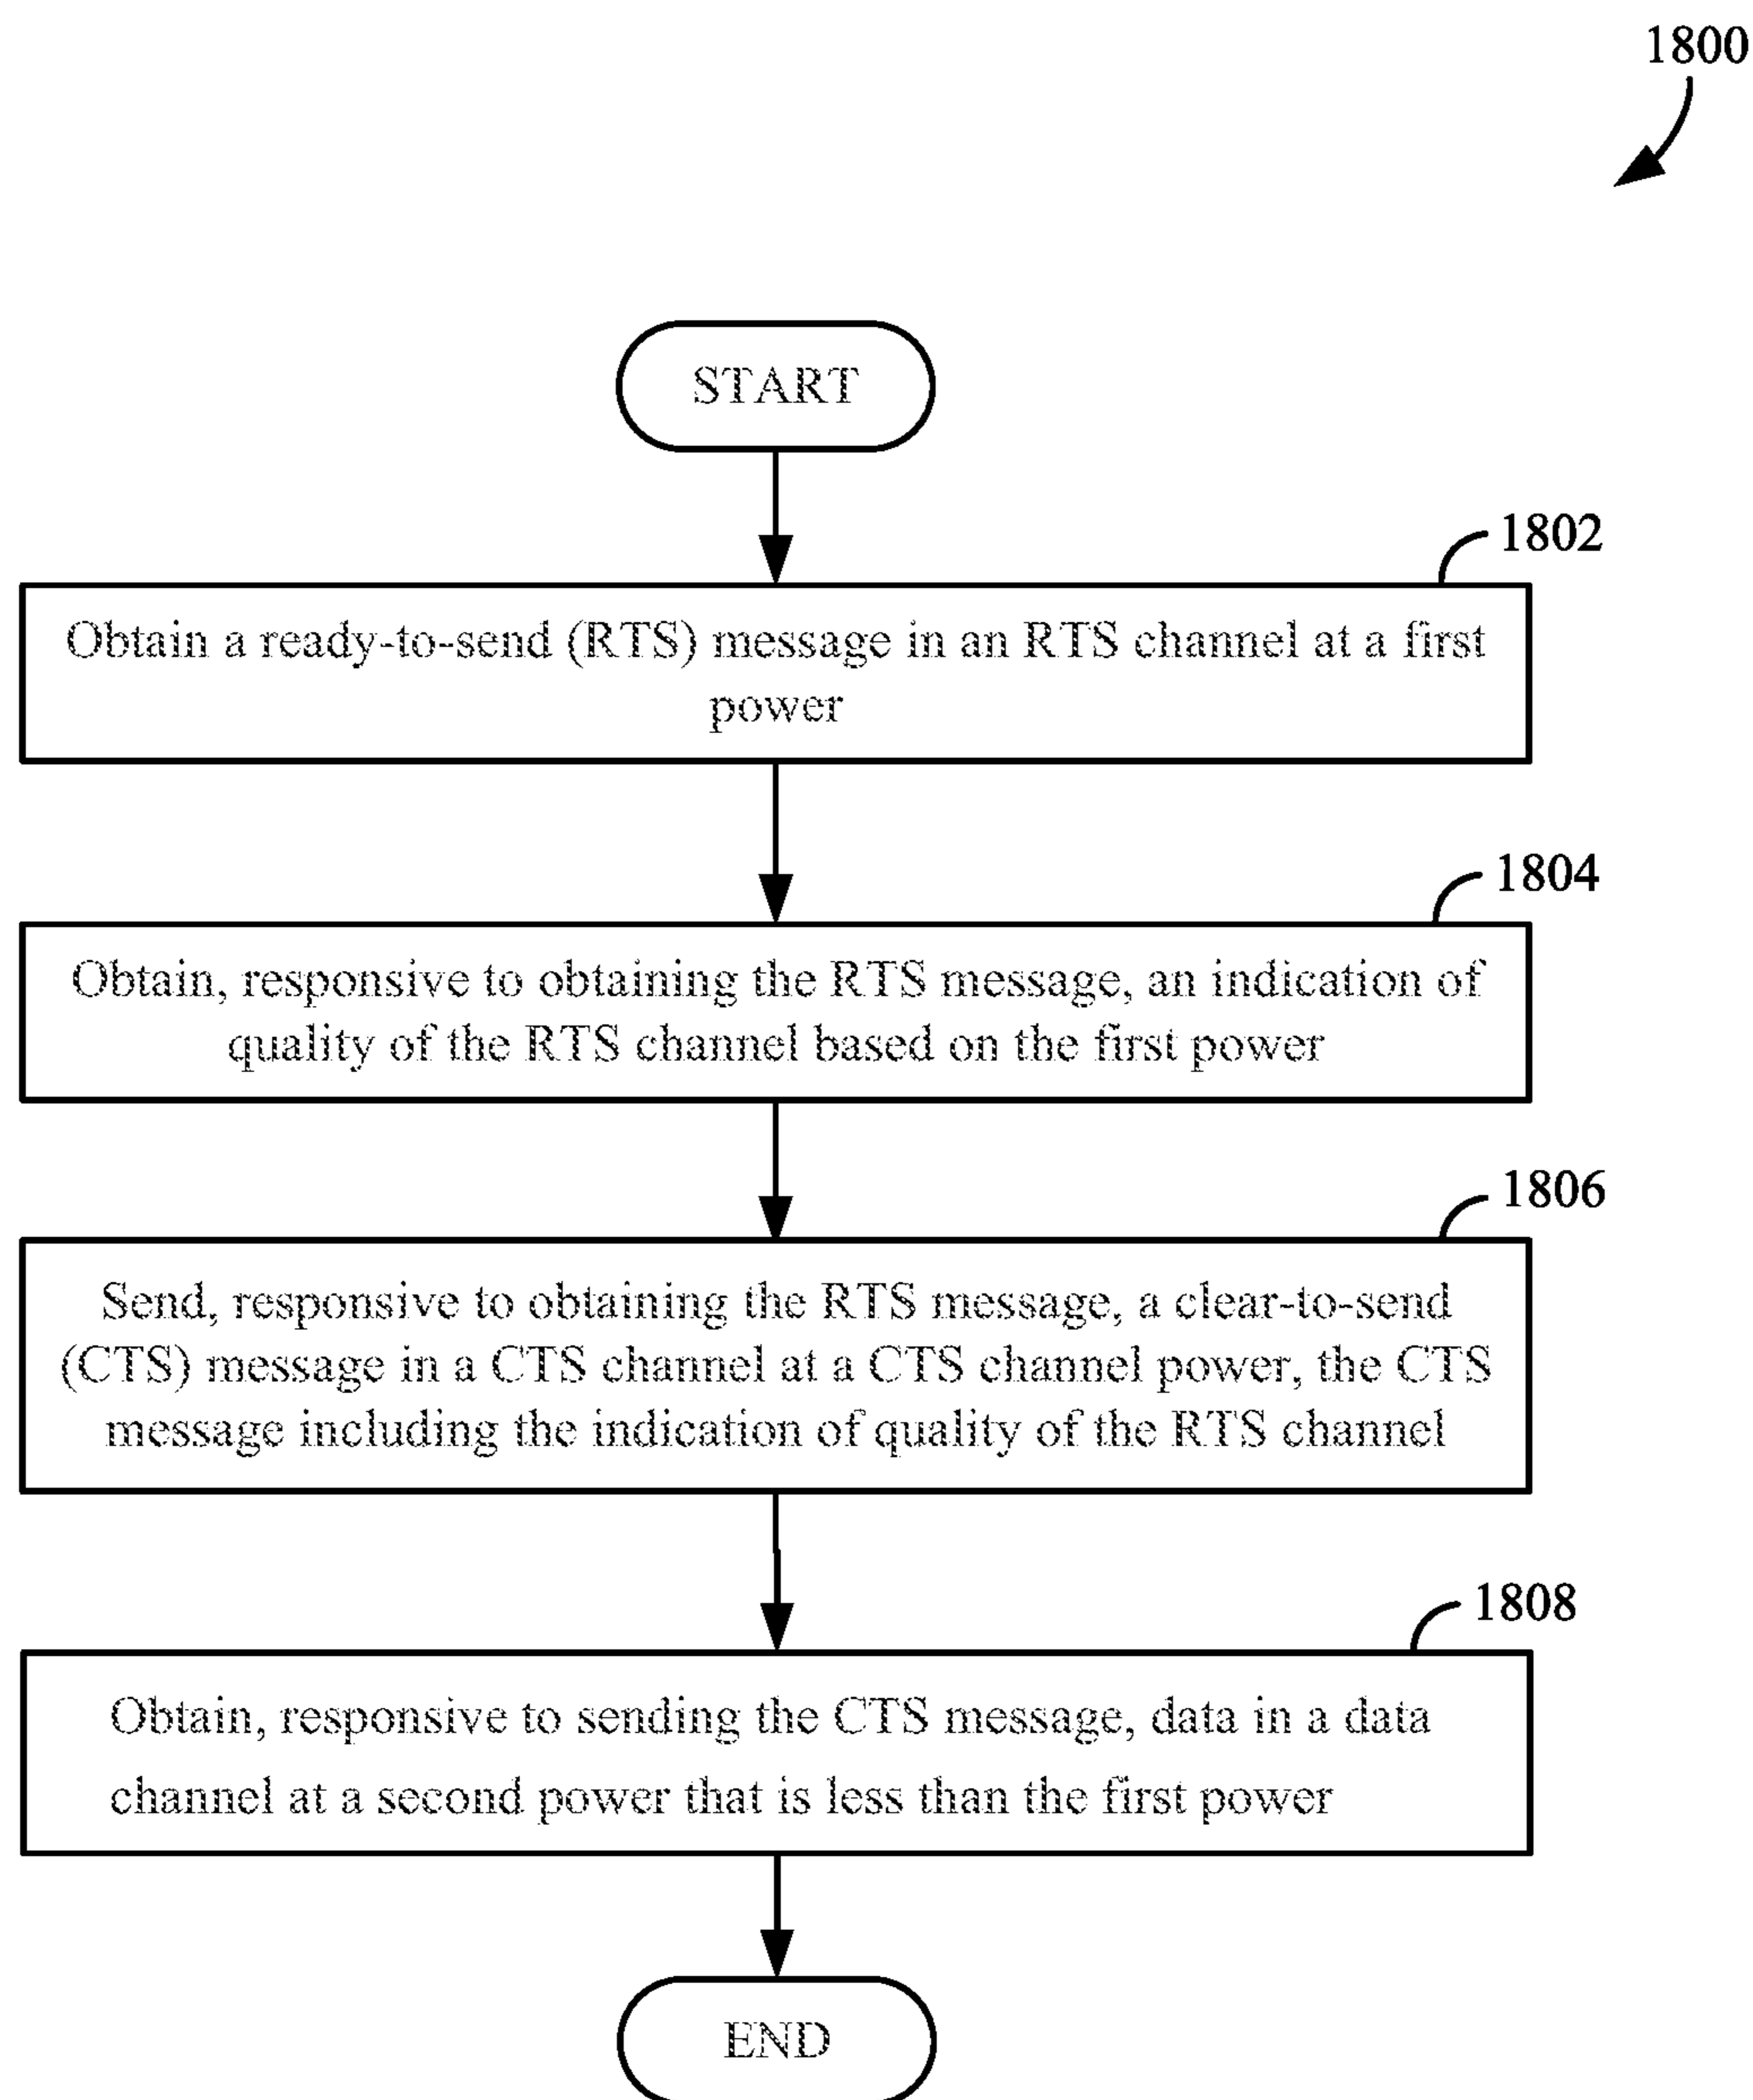 1800
START
1802
Obtain a ready-to-send (RTS) message in an RTS channel at a first
power
1804
Obtain, responsive to obtaining the RTS message, an indication of
quality of the RTS channel based on the first power
1806
Send, responsive to obtaining the RTS message, a clear-to-send
(CTS) message in a CTS channel at a CTS channel power, the CTS
message including the indication of quality of the RTS channel
1808
Obtain, responsive to sending the CTS message, data in a data
channel at a second power that is less than the first power
END